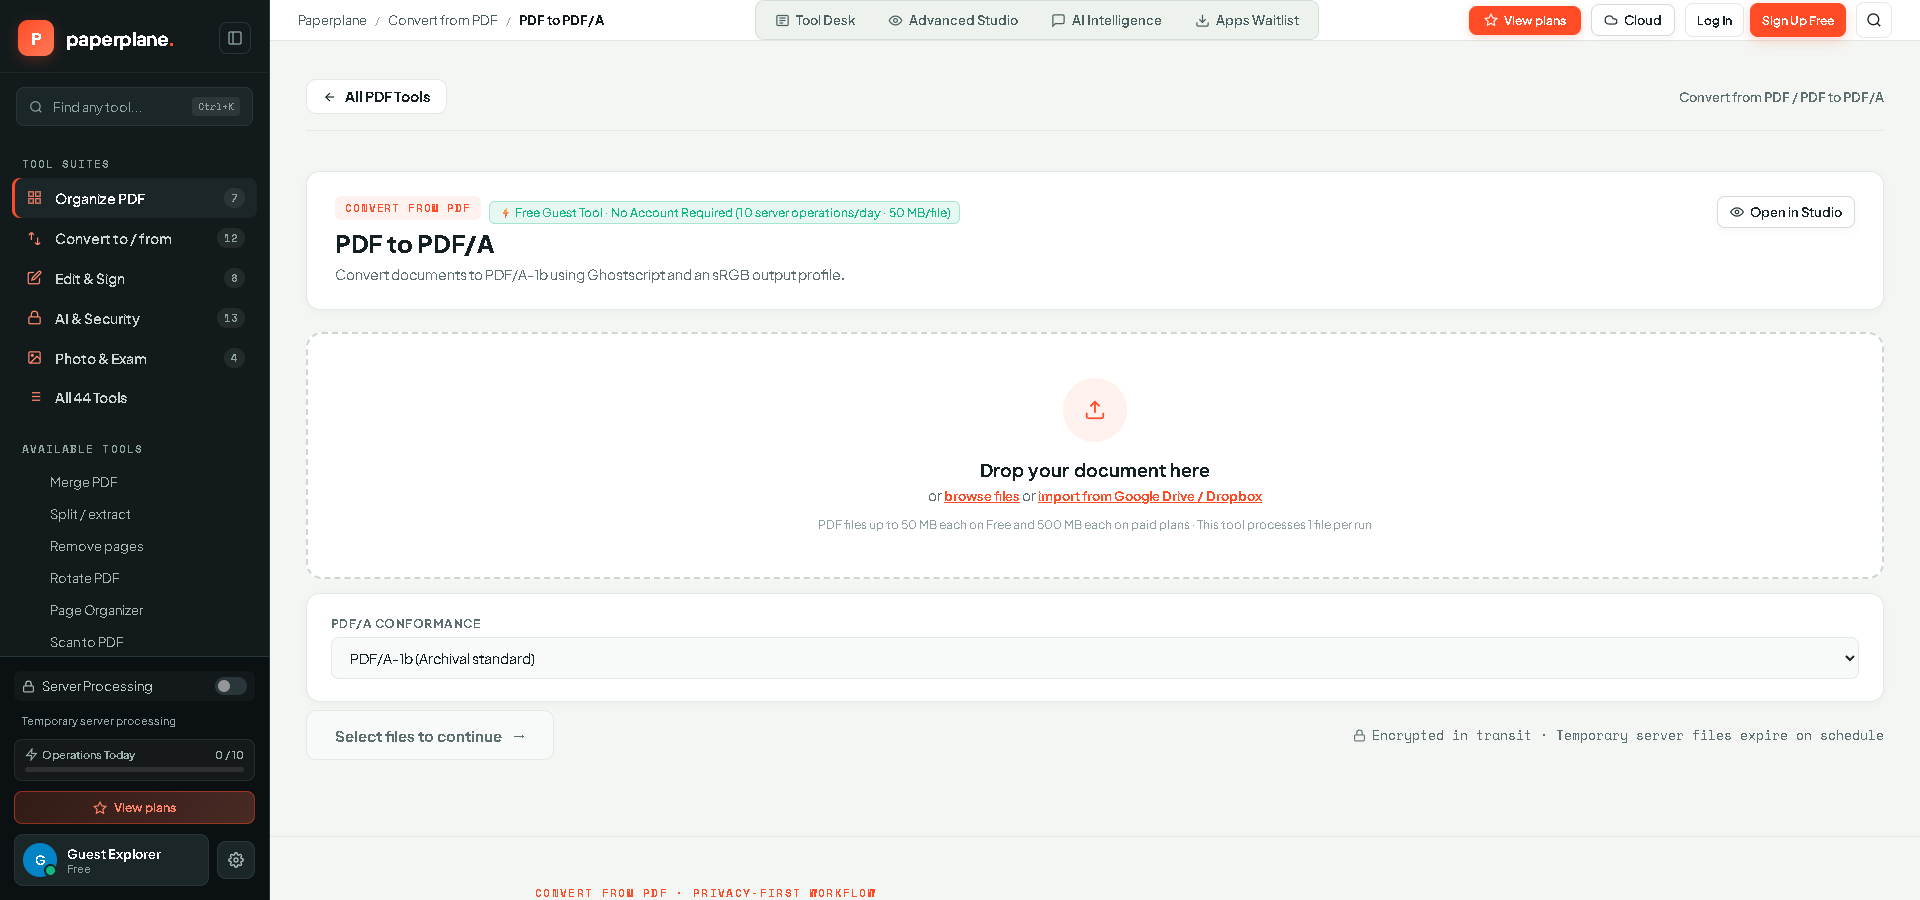 P paperplane.
Find any tool... Ctrl+K
TOOL SUITES
Organize PDF 7
Convert to / from 12
Edit & Sign 8
AI & Security 13
Photo & Exam 4
All 44 Tools
AVAILABLE TOOLS
Merge PDF
Split / extract
Remove pages
Rotate PDF
Page Organizer
Scan to PDF
Server Processing
Temporary server processing
Operations Today 0 / 10
View plans
G Guest Explorer
Free
Paperplane / Convert from PDF / PDF to PDF/A
Tool Desk Advanced Studio AI Intelligence Apps Waitlist
View plans Cloud Log In Sign Up Free
← All PDF Tools
Convert from PDF / PDF to PDF/A
CONVERT FROM PDF Free Guest Tool · No Account Required (10 server operations/day · 50 MB/file)
Open in Studio
PDF to PDF/A
Convert documents to PDF/A-1b using Ghostscript and an sRGB output profile.
Drop your document here
or browse files or import from Google Drive / Dropbox
PDF files up to 50 MB each on Free and 500 MB each on paid plans · This tool processes 1 file per run
PDF/A CONFORMANCE
PDF/A-1b (Archival standard)
Select files to continue →
Encrypted in transit · Temporary server files expire on schedule
CONVERT FROM PDF · PRIVACY-FIRST WORKFLOW